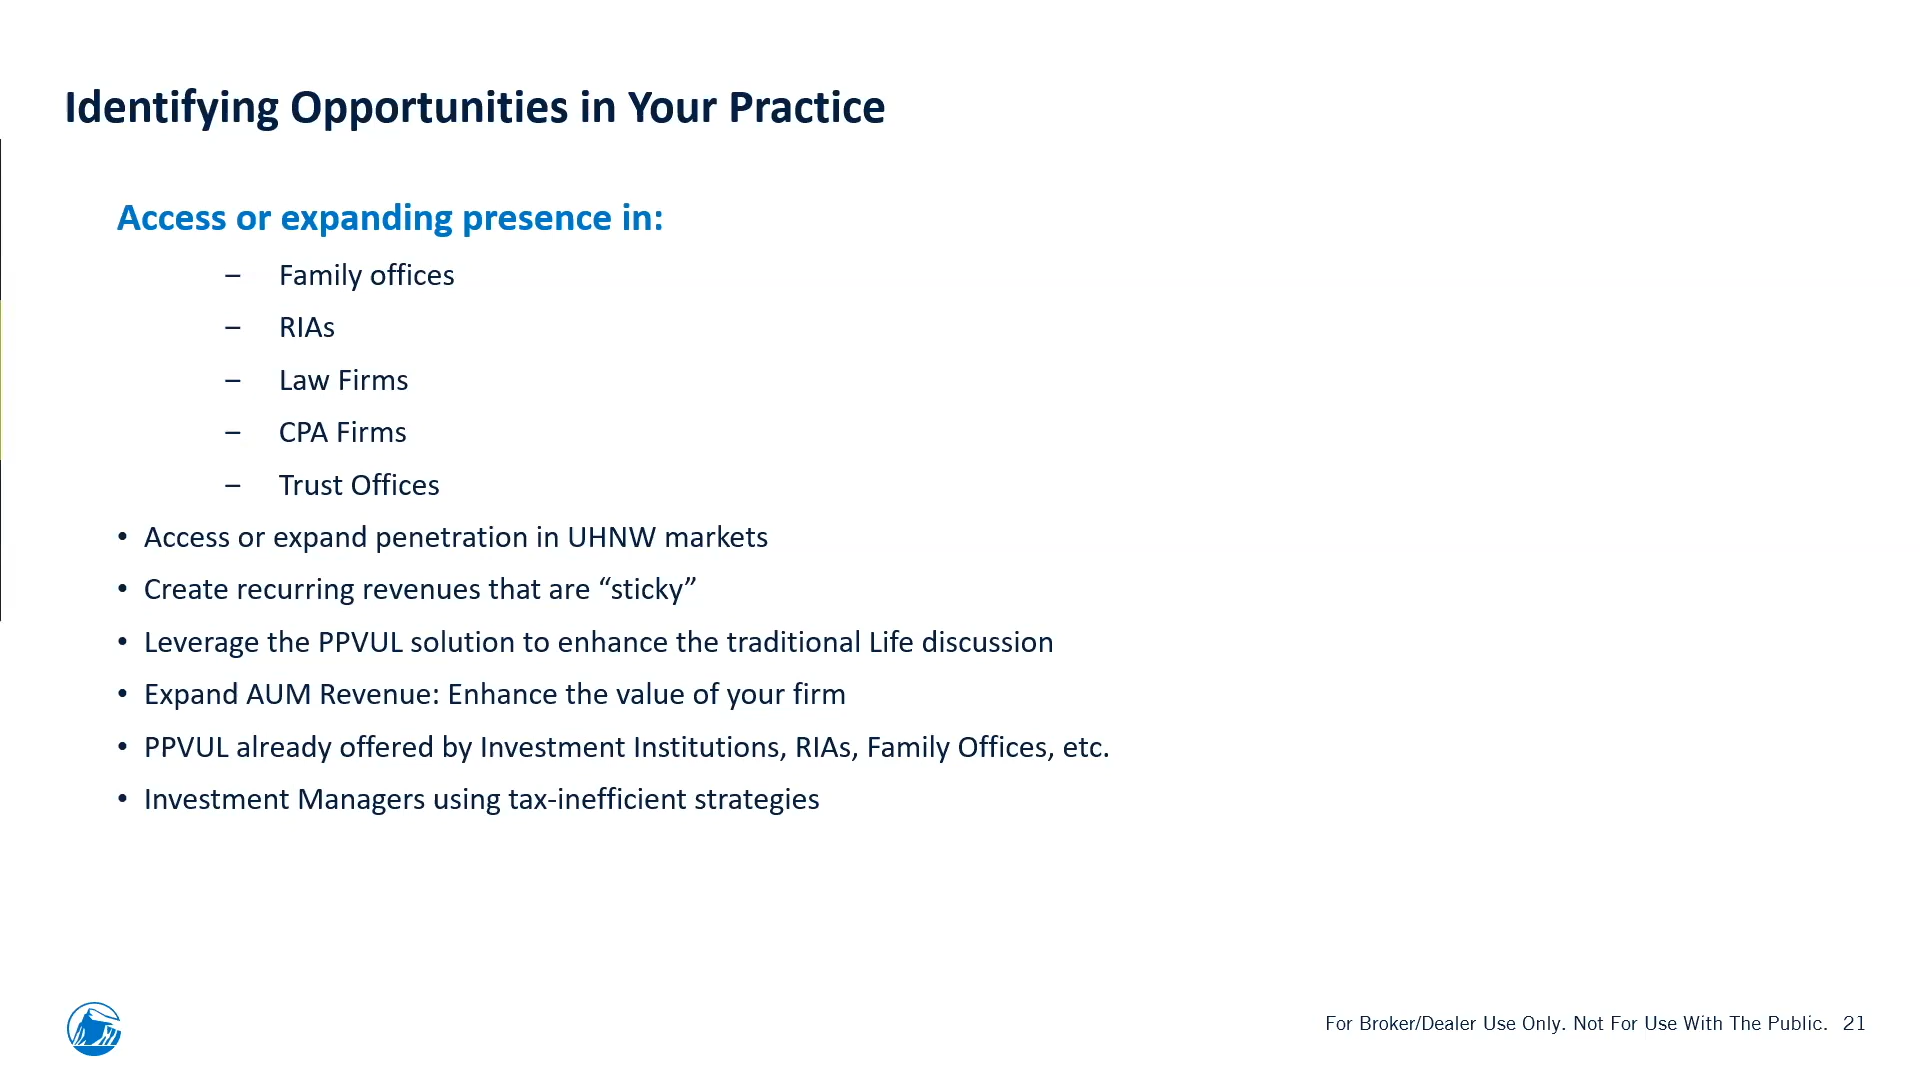 Identifying Opportunities in Your Practice
Access or expanding presence in:
– Family offices
– RIAs
– Law Firms
– CPA Firms
– Trust Offices
• Access or expand penetration in UHNW markets
• Create recurring revenues that are “sticky”
• Leverage the PPVUL solution to enhance the traditional Life discussion
• Expand AUM Revenue: Enhance the value of your firm
• PPVUL already offered by Investment Institutions, RIAs, Family Offices, etc.
• Investment Managers using tax-inefficient strategies
For Broker/Dealer Use Only. Not For Use With The Public. 21